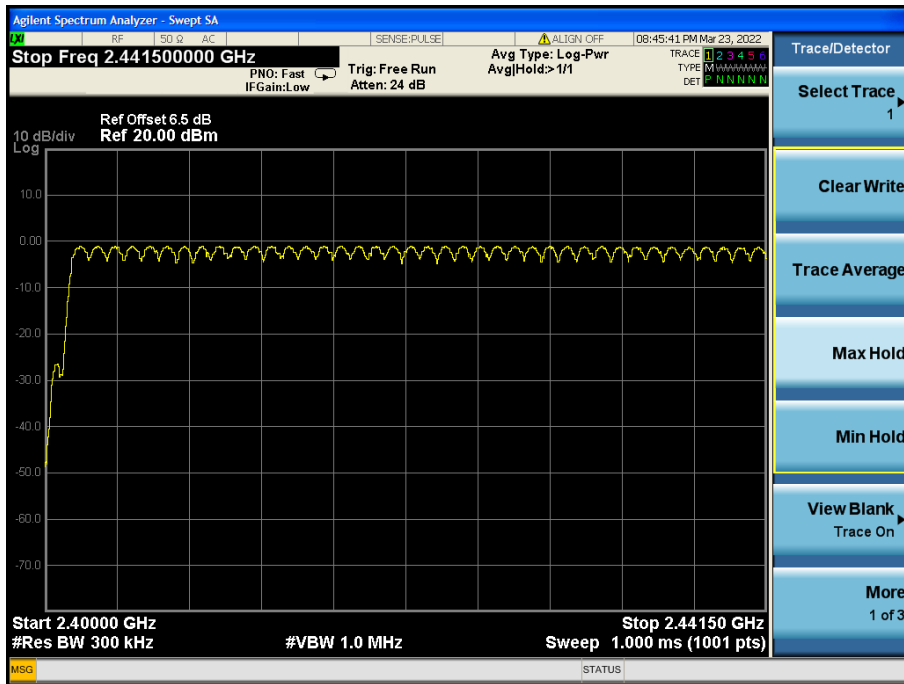 Agilent Spectrum Analyzer - Swept SA
LXI RF 50 Ω AC SENSE:PULSE ALIGN OFF 08:45:41 PM Mar 23, 2022
Stop Freq 2.441500000 GHz
PNO: Fast
IFGain:Low
Trig: Free Run
Atten: 24 dB
Avg Type: Log-Pwr
Avg|Hold:>1/1
TRACE 1 2 3 4 5 6
TYPE M WWWWW
DET P N N N N N
Trace/Detector
Select Trace
1
Clear Write
Trace Average
Max Hold
Min Hold
View Blank
Trace On
More
1 of 3
Ref Offset 6.5 dB
10 dB/div Ref 20.00 dBm
Log
10.0
0.00
-10.0
-20.0
-30.0
-40.0
-50.0
-60.0
-70.0
Start 2.40000 GHz Stop 2.44150 GHz
#Res BW 300 kHz #VBW 1.0 MHz Sweep 1.000 ms (1001 pts)
MSG STATUS